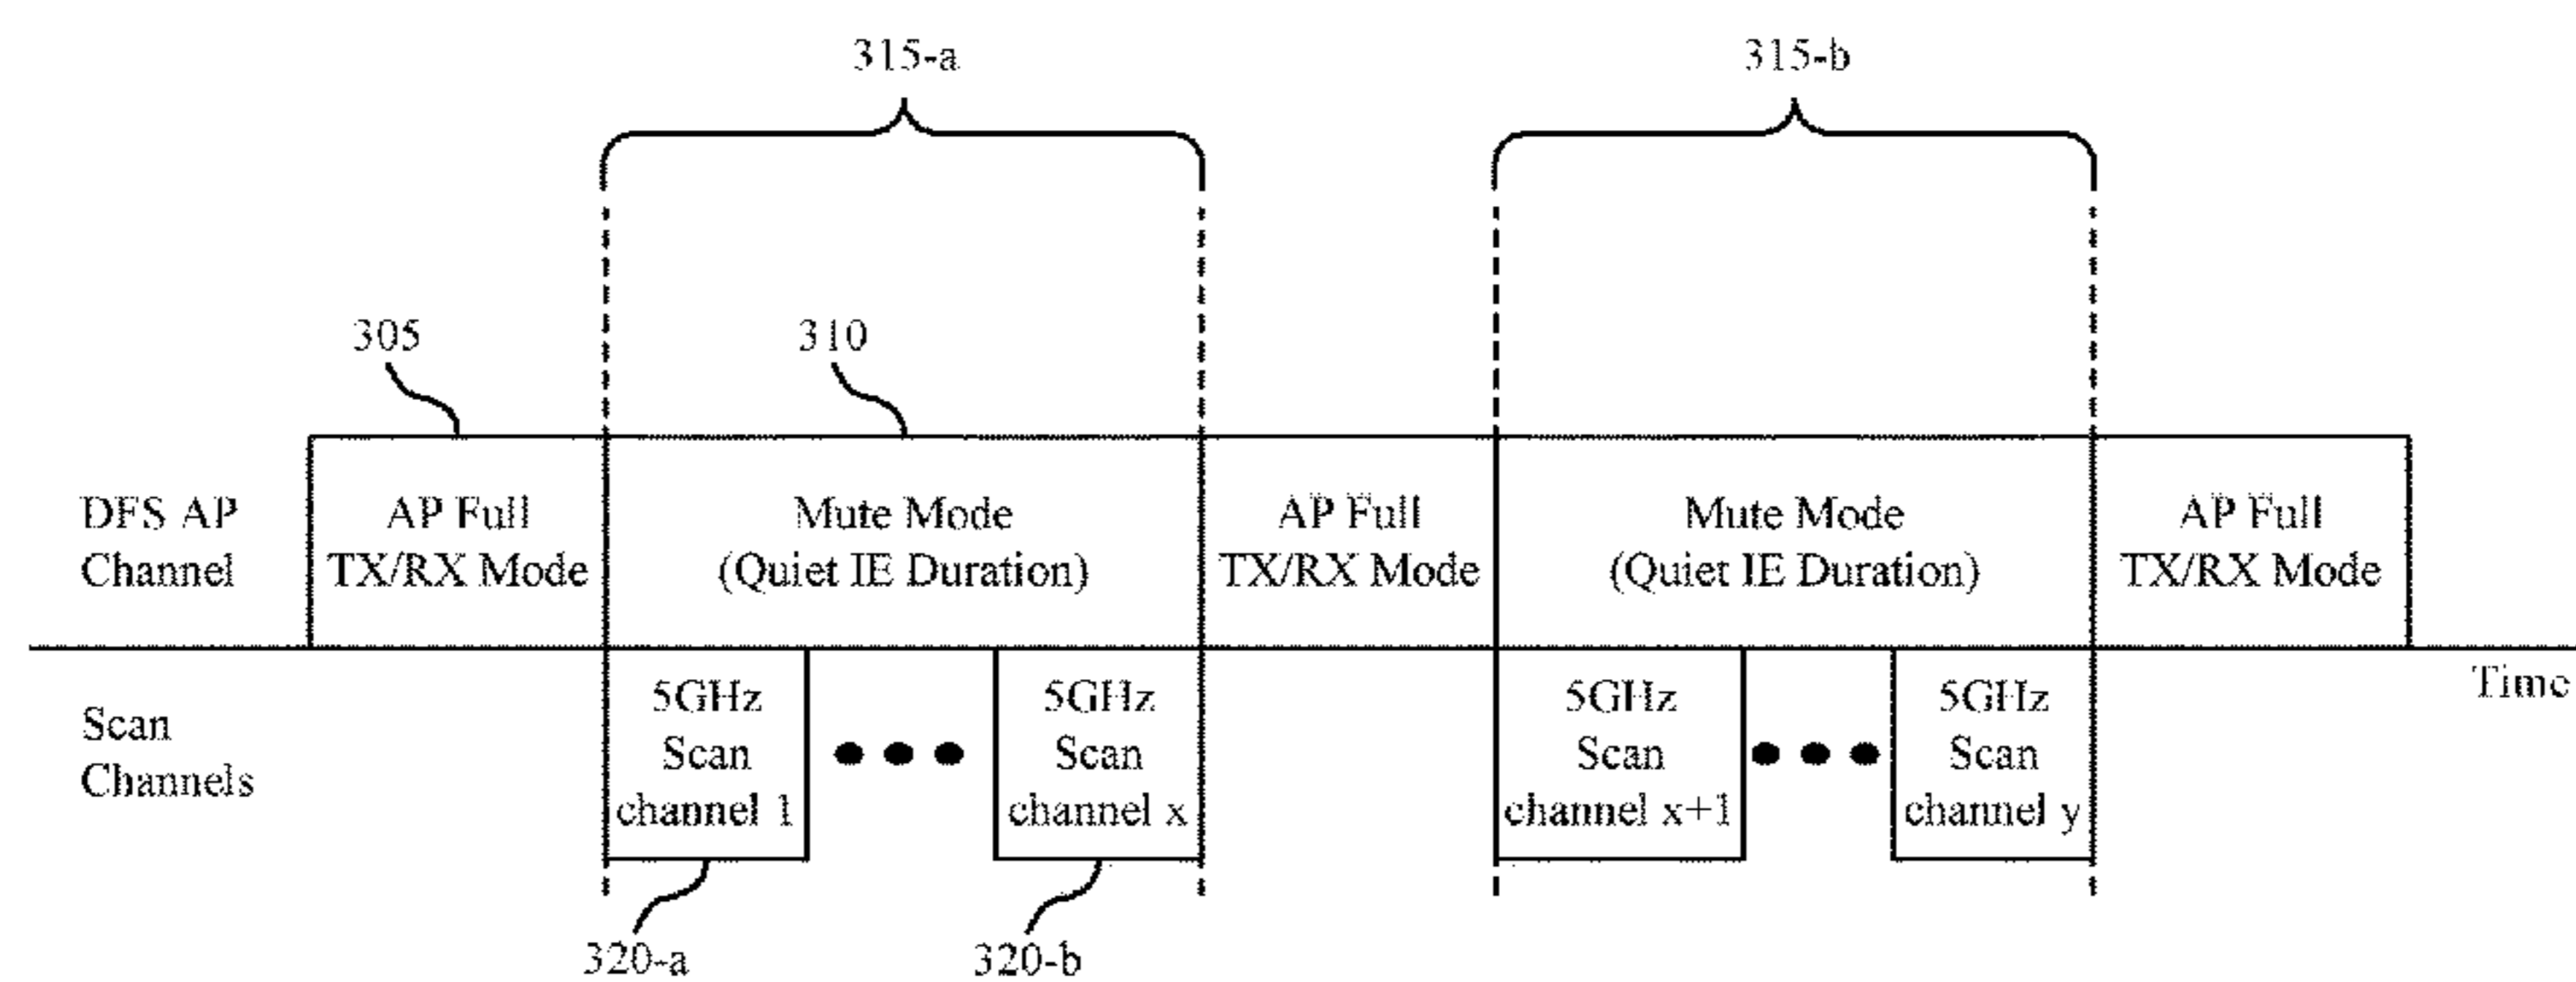 315-a
315-b
305
310
DFS AP
Channel
AP Full
TX/RX Mode
Mute Mode
(Quiet IE Duration)
AP Full
TX/RX Mode
Mute Mode
(Quiet IE Duration)
AP Full
TX/RX Mode
Time
Scan
Channels
5GHz
Scan
channel 1
5GHz
Scan
channel x
5GHz
Scan
channel x+1
5GHz
Scan
channel y
320-a
320-b